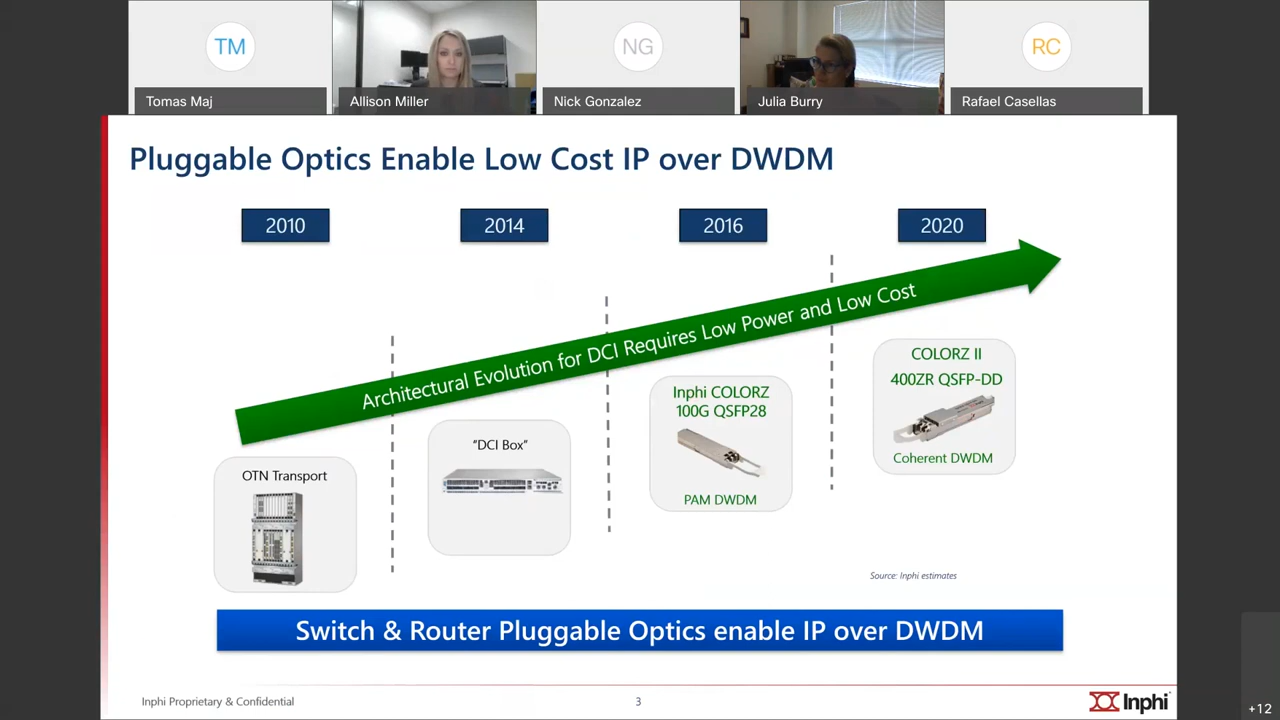 TM
NG
RC
Tomas Maj
Allison Miller
Nick Gonzalez
Julia Burry
Rafael Casellas
Pluggable Optics Enable Low Cost IP over DWDM
2010
2014
2016
2020
Architectural Evolution for DCI Requires Low Power and Low Cost
OTN Transport
"DCI Box"
Inphi COLORZ
100G QSFP28
PAM DWDM
COLORZ II
400ZR QSFP-DD
Coherent DWDM
Source: Inphi estimates
Switch & Router Pluggable Optics enable IP over DWDM
Inphi Proprietary & Confidential
3
Inphi
+12